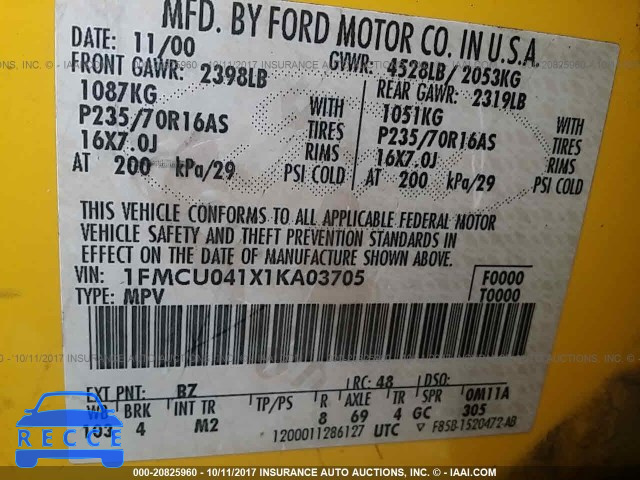 MFD. BY FORD MOTOR CO. IN U.S.A.
DATE: 11/00 GVWR: 4528LB/ 2053KG
FRONT GAWR: 2398LB REAR GAWR: 2319LB
1087KG WITH 1051KG WITH
P235/70R16AS TIRES P235/70R16AS TIRES
16X7.0J RIMS 16X7.0J RIMS
AT 200 kPa/29 PSI COLD AT 200 kPa/29 PSI COLD
THIS VEHICLE CONFORMS TO ALL APPLICABLE FEDERAL MOTOR
VEHICLE SAFETY AND THEFT PREVENTION STANDARDS IN
EFFECT ON THE DATE OF MANUFACTURE SHOWN ABOVE.
VIN: 1FMCU041X1KA03705 F0000
TYPE: MPV T0000
EXT PNT: BZ RC: 48 DSO:
WB BRK INT TR TP/PS R AXLE TR SPR 0M11A
103 4 M2 8 69 4 GC 305
1200011286127 UTC ▽ F85B-1520472-AB
RECCE
000-20825960 - 10/11/2017 INSURANCE AUTO AUCTIONS - © IAAI.COM